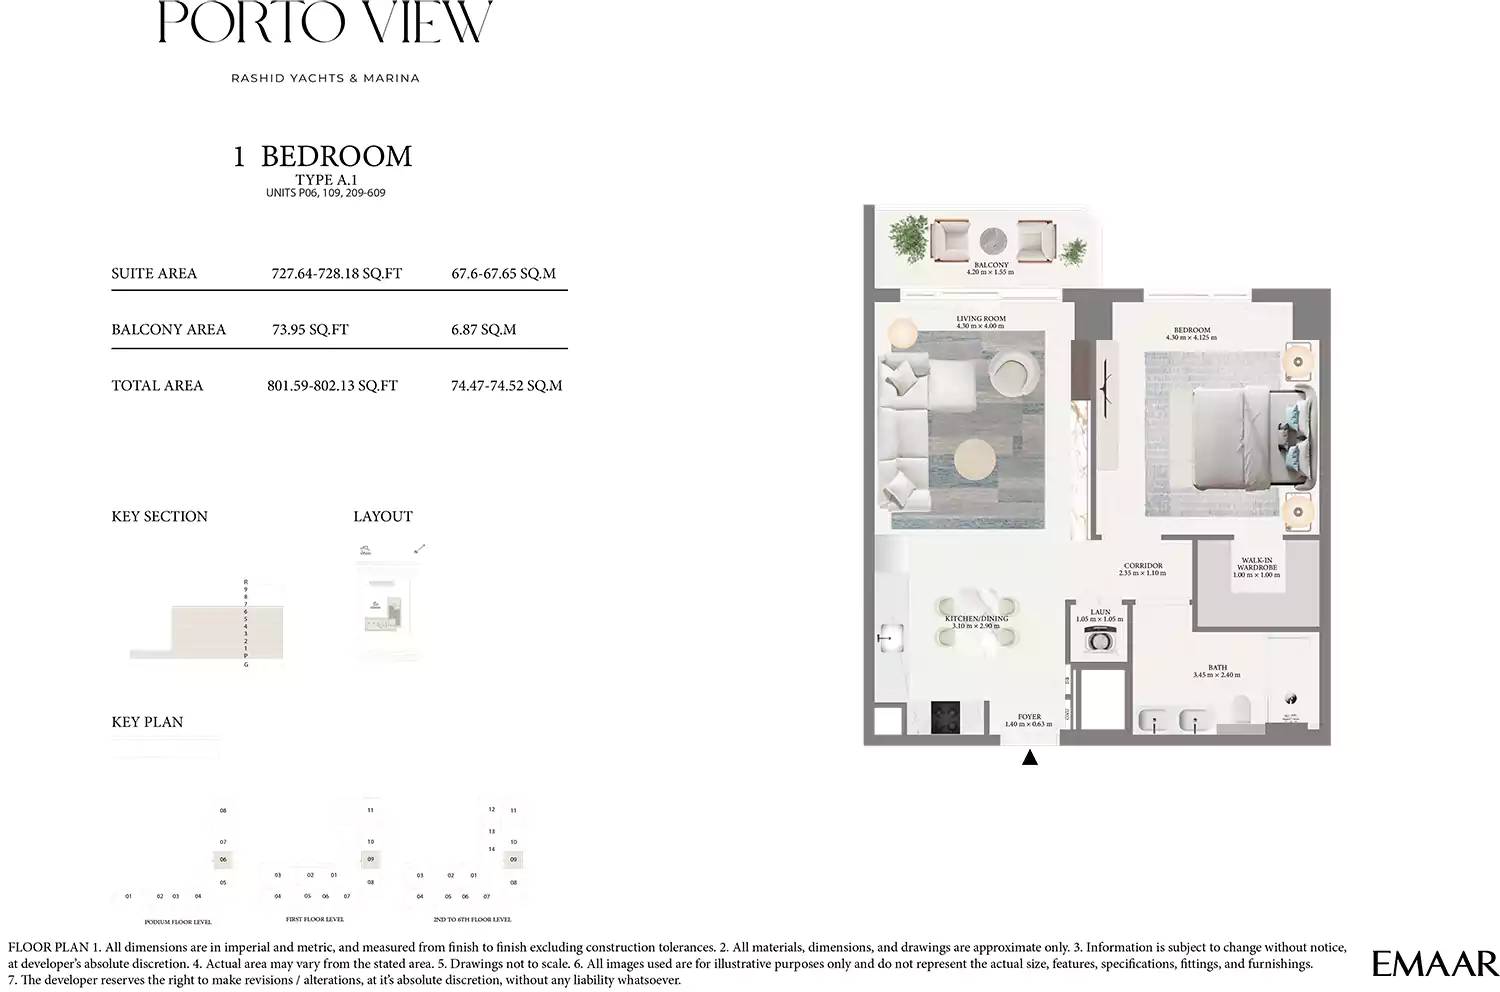 PORTO VIEW
RASHID YACHTS & MARINA
1 BEDROOM
TYPE A.1
UNITS P06, 109, 209-609
SUITE AREA 727.64-728.18 SQ.FT 67.6-67.65 SQ.M
BALCONY AREA 73.95 SQ.FT 6.87 SQ.M
TOTAL AREA 801.59-802.13 SQ.FT 74.47-74.52 SQ.M
KEY SECTION
LAYOUT
R
9
8
7
6
5
4
3
2
1
P
G
KEY PLAN
08
07
06
05
01 02 03 04
PODIUM FLOOR LEVEL
11
10
09
03 02 01
08
04 05 06 07
FIRST FLOOR LEVEL
12 11
13
10
14
09
03 02 01
08
04 05 06 07
2ND TO 6TH FLOOR LEVEL
BALCONY
4.20 m × 1.55 m
LIVING ROOM
4.30 m × 4.00 m
BEDROOM
4.30 m × 4.125 m
CORRIDOR
2.35 m × 1.10 m
WALK-IN
WARDROBE
1.00 m × 1.00 m
KITCHEN/DINING
3.10 m × 2.90 m
LAUN
1.05 m × 1.05 m
BATH
3.45 m × 2.40 m
FOYER
1.40 m × 0.63 m
FLOOR PLAN 1. All dimensions are in imperial and metric, and measured from finish to finish excluding construction tolerances. 2. All materials, dimensions, and drawings are approximate only. 3. Information is subject to change without notice,
at developer's absolute discretion. 4. Actual area may vary from the stated area. 5. Drawings not to scale. 6. All images used are for illustrative purposes only and do not represent the actual size, features, specifications, fittings, and furnishings.
7. The developer reserves the right to make revisions / alterations, at it's absolute discretion, without any liability whatsoever.
EMAAR